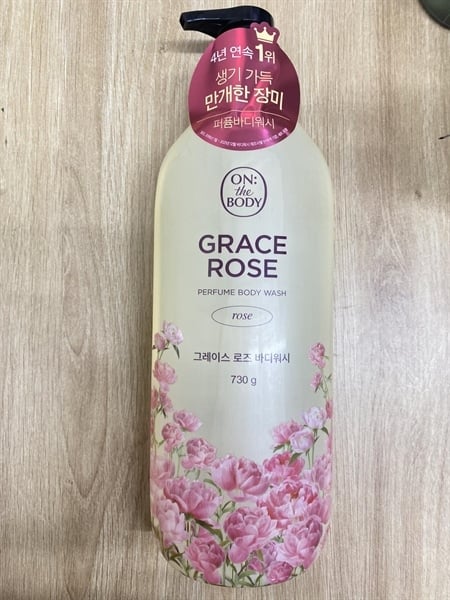 4년 연속 1위
생기 가득
만개한 장미
퍼퓸바디워시
ON:
the
BODY
GRACE
ROSE
PERFUME BODY WASH
rose
그레이스 로즈 바디워시
730 g